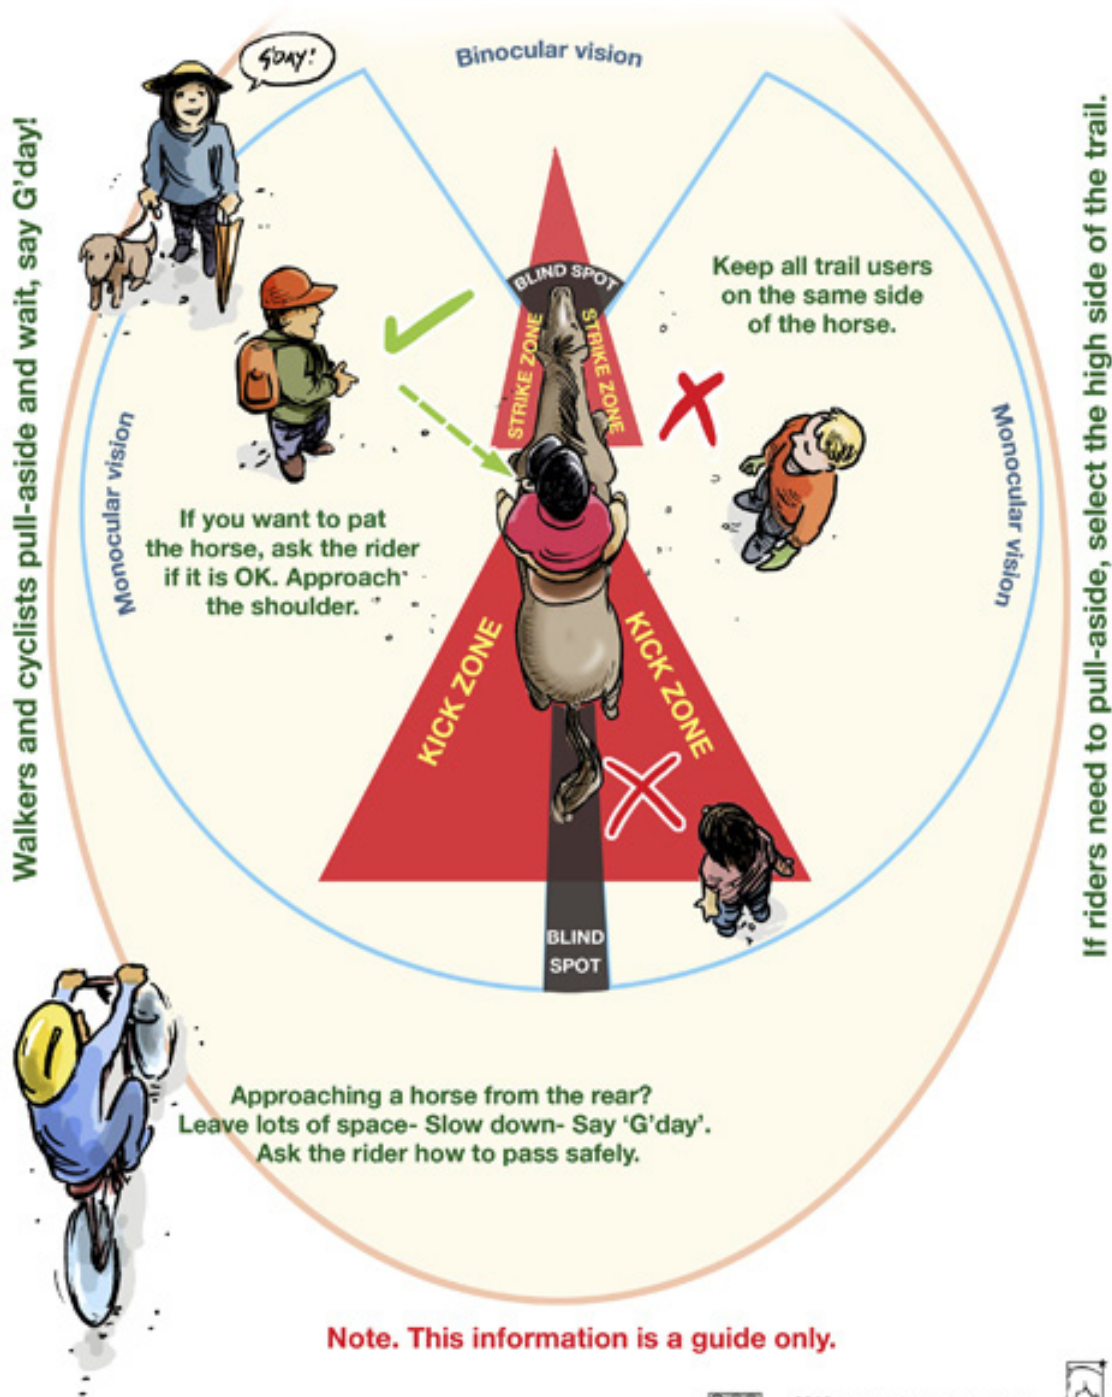 G'DAY!
Binocular vision
Walkers and cyclists pull-aside and wait, say G'day!
If riders need to pull-aside, select the high side of the trail.
BLIND SPOT
Keep all trail users
on the same side
of the horse.
STRIKE ZONE
STRIKE ZONE
Monocular vision
Monocular vision
If you want to pat
the horse, ask the rider
if it is OK. Approach
the shoulder.
KICK ZONE
KICK ZONE
BLIND
SPOT
Approaching a horse from the rear?
Leave lots of space- Slow down- Say 'G'day'.
Ask the rider how to pass safely.
Note. This information is a guide only.